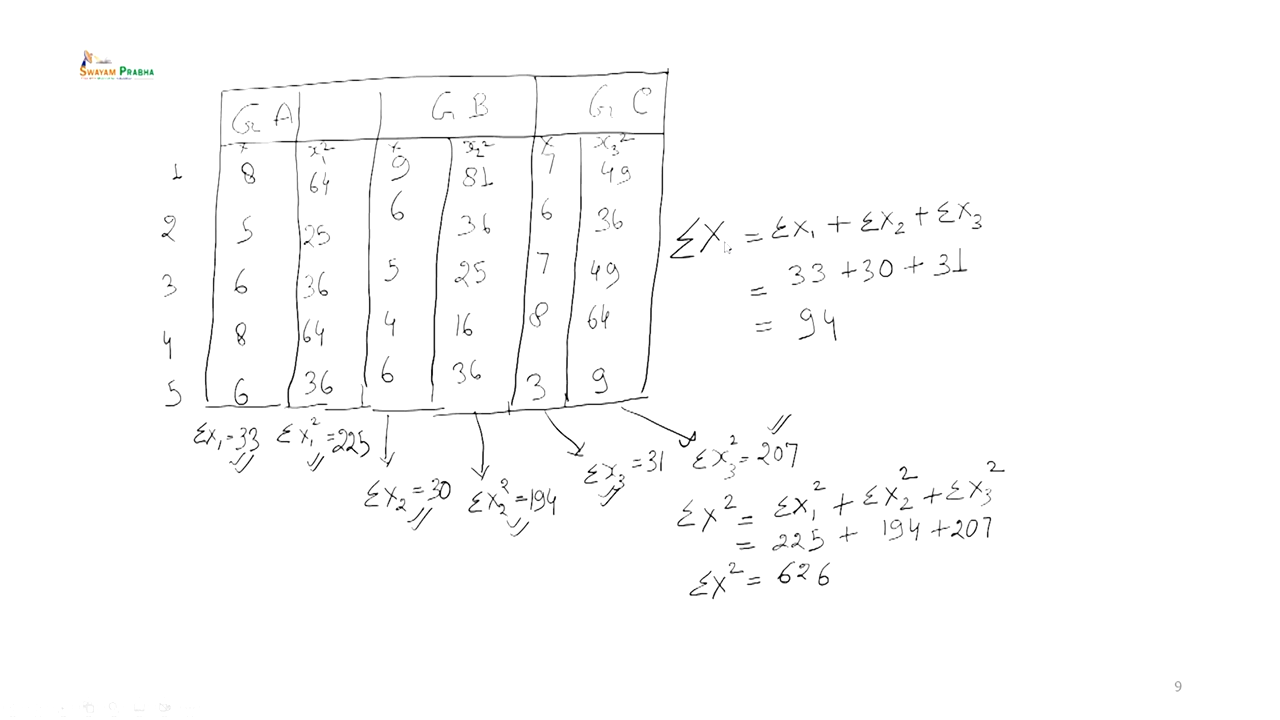 SWAYAM PRABHA
Gr A G B Gr C
x x₁² x x₂² x x₃²
1 8 64 9 81 7 49
2 5 25 6 36 6 36
3 6 36 5 25 7 49
4 8 64 4 16 8 64
5 6 36 6 36 3 9
Σx₁=33 Σx₁²=225
Σx₂=30 Σx₂²=194 Σx₃=31 Σx₃²=207
ΣX = Σx₁ + Σx₂ + Σx₃
= 33 + 30 + 31
= 94
Σx² = Σx₁² + Σx₂² + Σx₃²
= 225 + 194 + 207
Σx² = 626
9